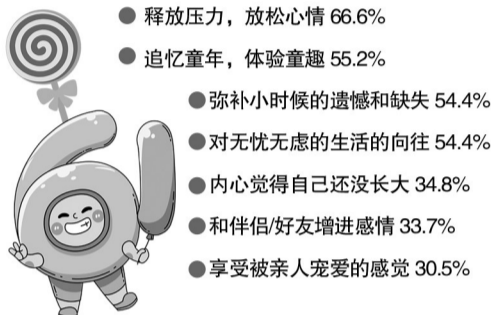 释放压力，放松心情 66.6%
追忆童年，体验童趣 55.2%
弥补小时候的遗憾和缺失 54.4%
对无忧无虑的生活的向往 54.4%
内心觉得自己还没长大 34.8%
和伴侣/好友增进感情 33.7%
享受被亲人宠爱的感觉 30.5%